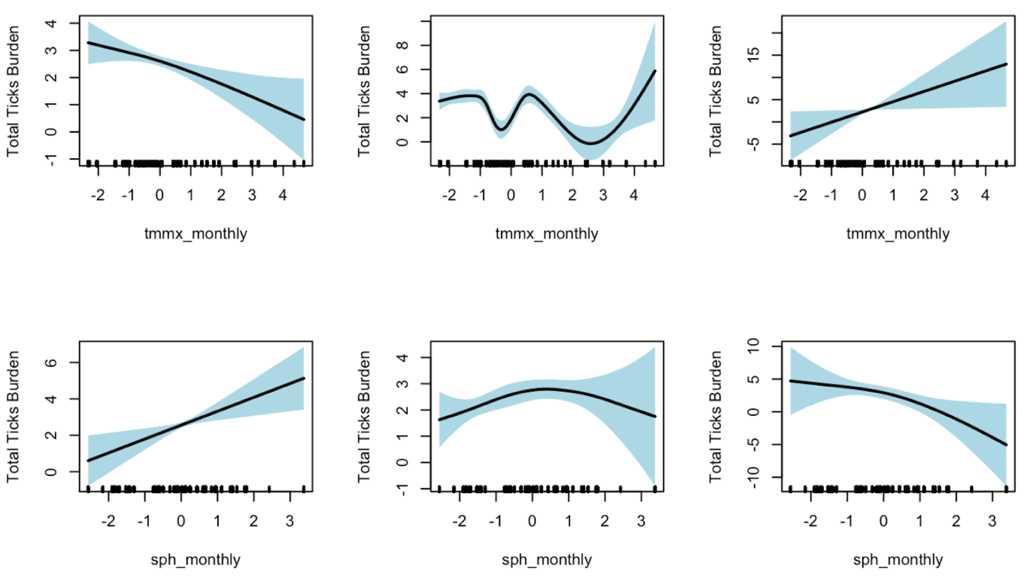 Total Ticks Burden
4
3
2
1
0
-1
-2 -1 0 1 2 3 4
tmmx_monthly
Total Ticks Burden
8
6
4
2
0
-2 -1 0 1 2 3 4
tmmx_monthly
Total Ticks Burden
15
5
-5
-2 -1 0 1 2 3 4
tmmx_monthly
Total Ticks Burden
6
4
2
0
-2 -1 0 1 2 3
sph_monthly
Total Ticks Burden
4
3
2
1
0
-1
-2 -1 0 1 2 3
sph_monthly
Total Ticks Burden
10
5
0
-5
-10
-2 -1 0 1 2 3
sph_monthly